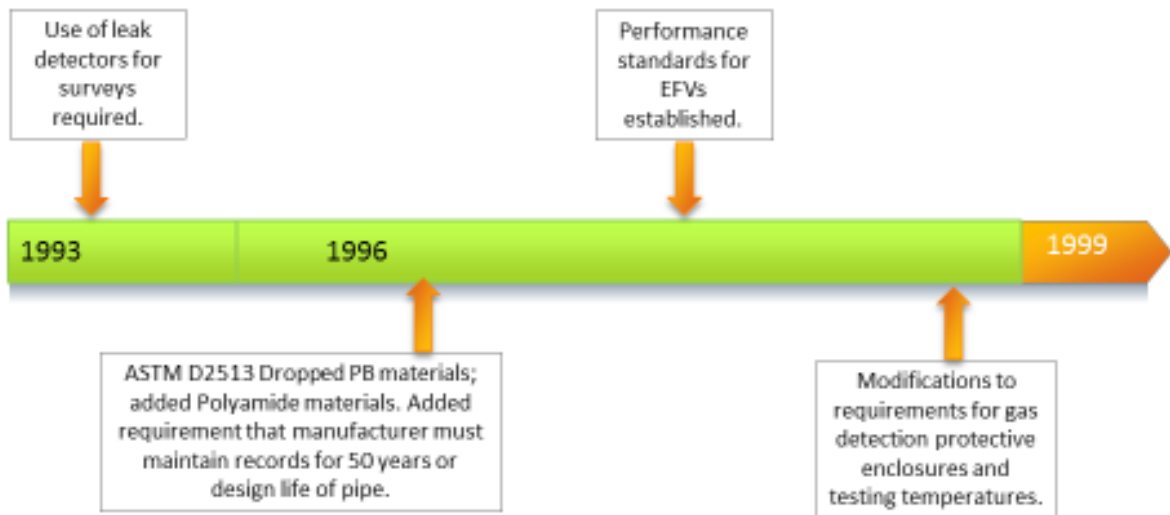 Use of leak
detectors for
surveys
required.
Performance
standards for
EFVs
established.
1993
1996
1999
ASTM D2513 Dropped PB materials;
added Polyamide materials. Added
requirement that manufacturer must
maintain records for 50 years or
design life of pipe.
Modifications to
requirements for gas
detection protective
enclosures and
testing temperatures.